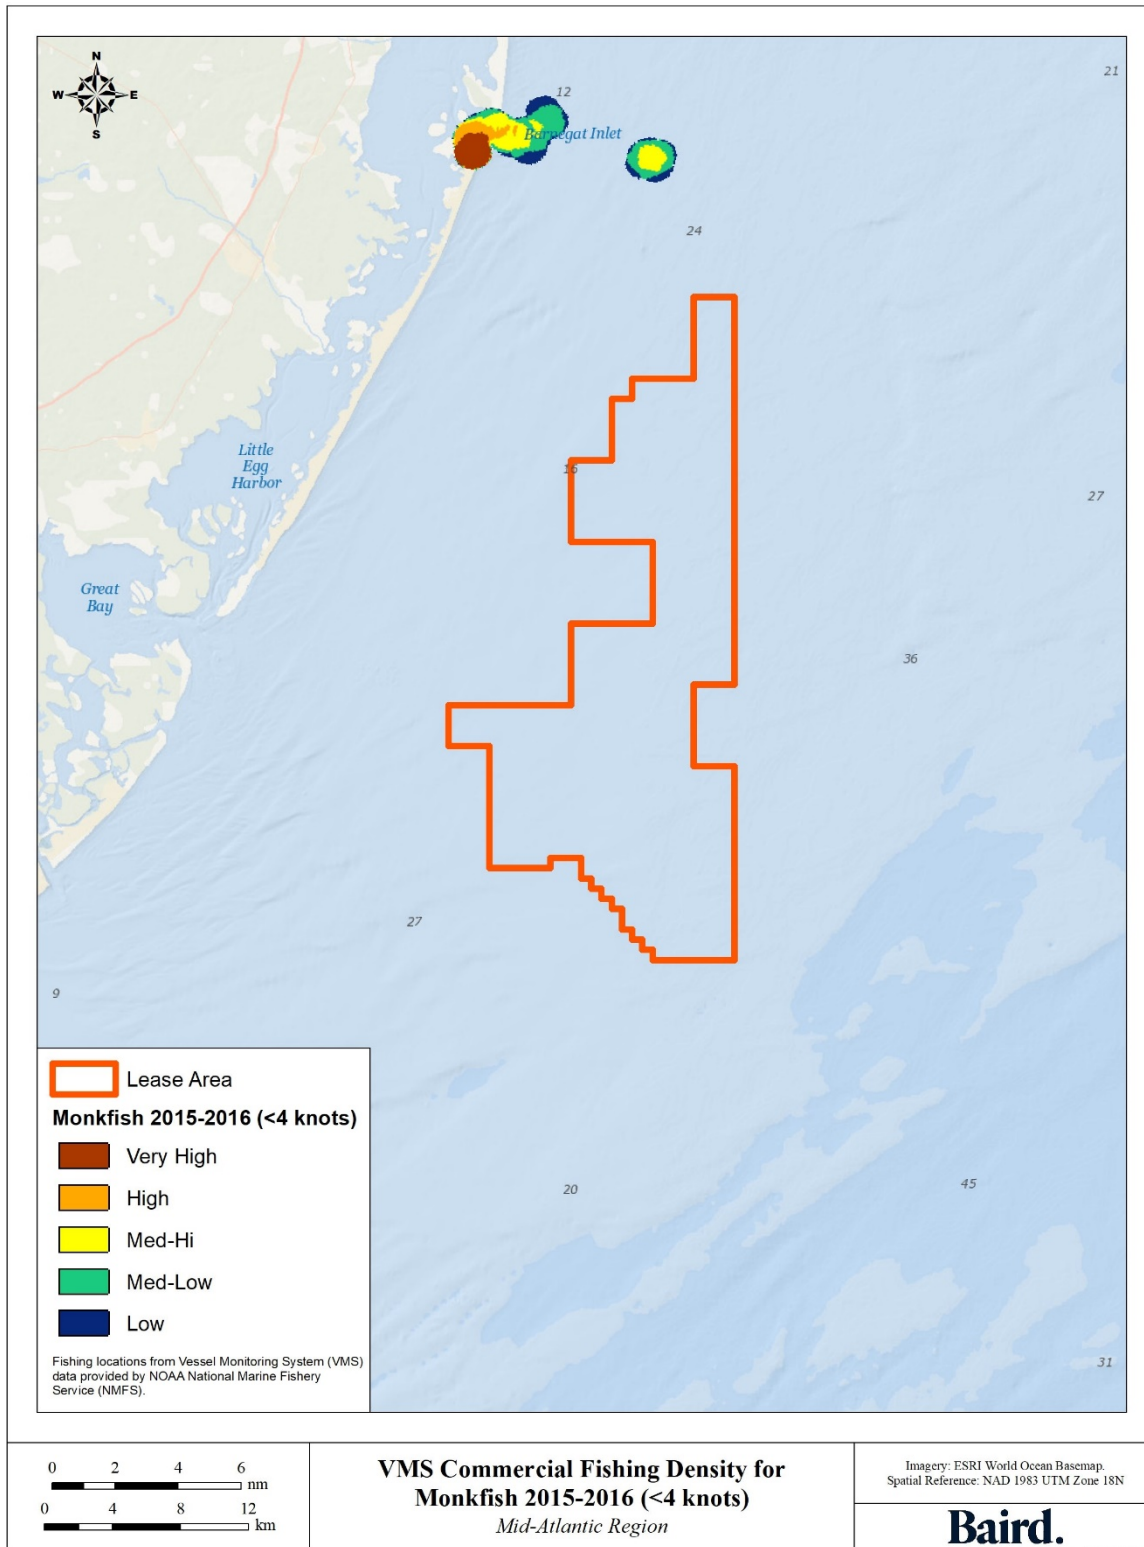 N
W E
S
21
12
Barnegat Inlet
24
16
27
Little
Egg
Harbor
Great
Bay
36
27
9
Lease Area
Monkfish 2015-2016 (<4 knots)
Very High
High
Med-Hi
Med-Low
Low
Fishing locations from Vessel Monitoring System (VMS)
data provided by NOAA National Marine Fishery
Service (NMFS).
20
45
31
0 2 4 6
nm
0 4 8 12
km
VMS Commercial Fishing Density for
Monkfish 2015-2016 (<4 knots)
Mid-Atlantic Region
Imagery: ESRI World Ocean Basemap.
Spatial Reference: NAD 1983 UTM Zone 18N
Baird.